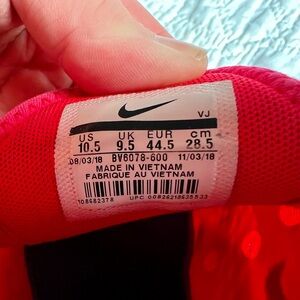 VJ
US UK EUR cm
10.5 9.5 44.5 28.5
08/03/18 BV6078-600 11/03/18
MADE IN VIETNAM
FABRIQUE AU VIETNAM